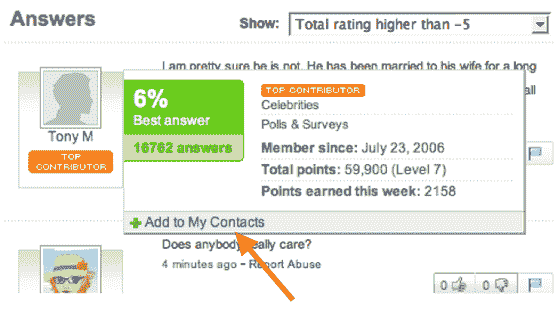 Answers
Show: Total rating higher than -5
I am pretty sure he is not. He has been married to his wife for a long
all
Tony M
TOP
CONTRIBUTOR
6%
Best answer
16762 answers
TOP CONTRIBUTOR
Celebrities
Polls & Surveys
Member since: July 23, 2006
Total points: 59,900 (Level 7)
Points earned this week: 2158
Add to My Contacts
Does anybody really care?
4 minutes ago - Report Abuse
0
0